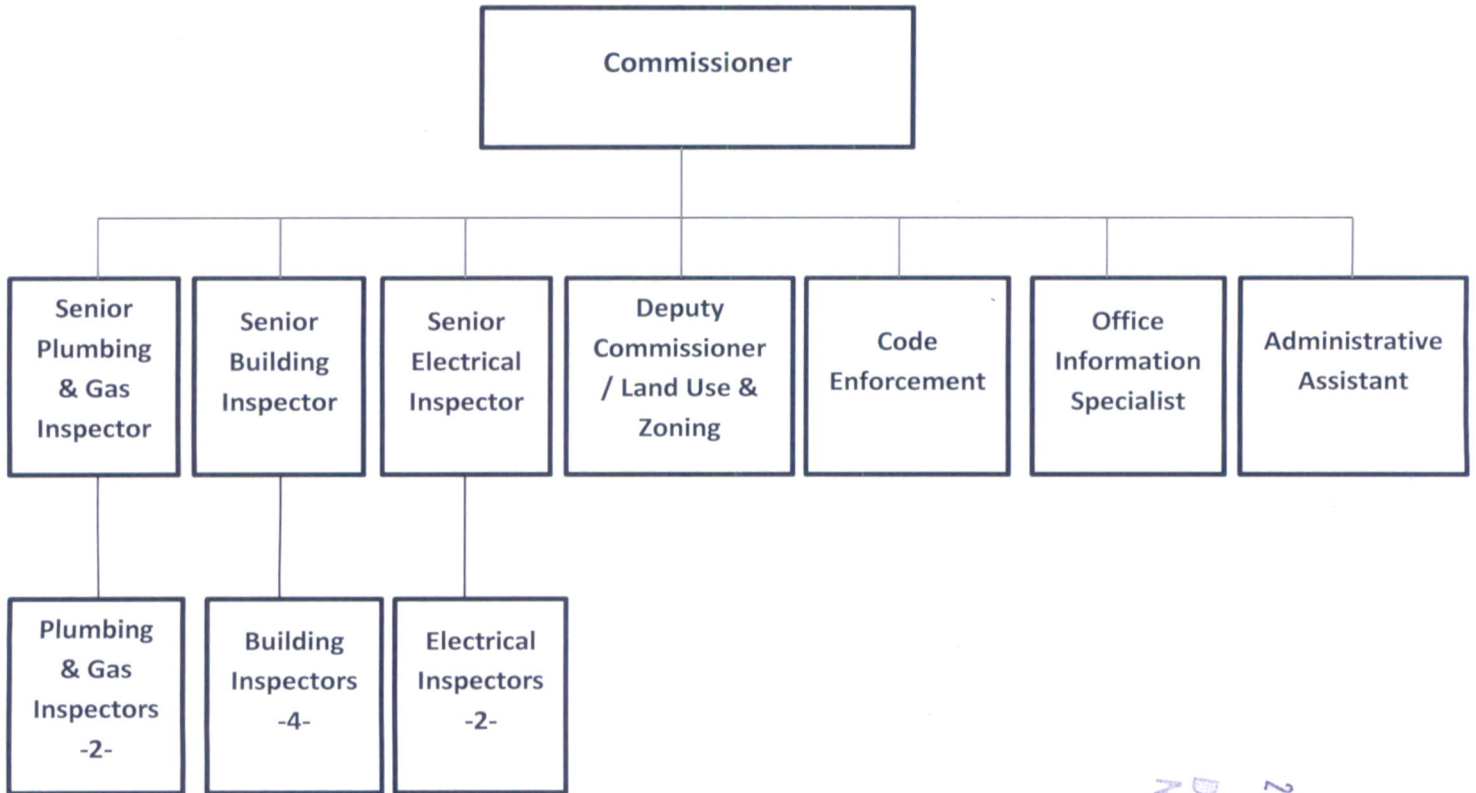 Commissioner
Senior
Plumbing
& Gas
Inspector
Senior
Building
Inspector
Senior
Electrical
Inspector
Deputy
Commissioner
/ Land Use &
Zoning
Code
Enforcement
Office
Information
Specialist
Administrative
Assistant
Plumbing
& Gas
Inspectors
-2-
Building
Inspectors
-4-
Electrical
Inspectors
-2-